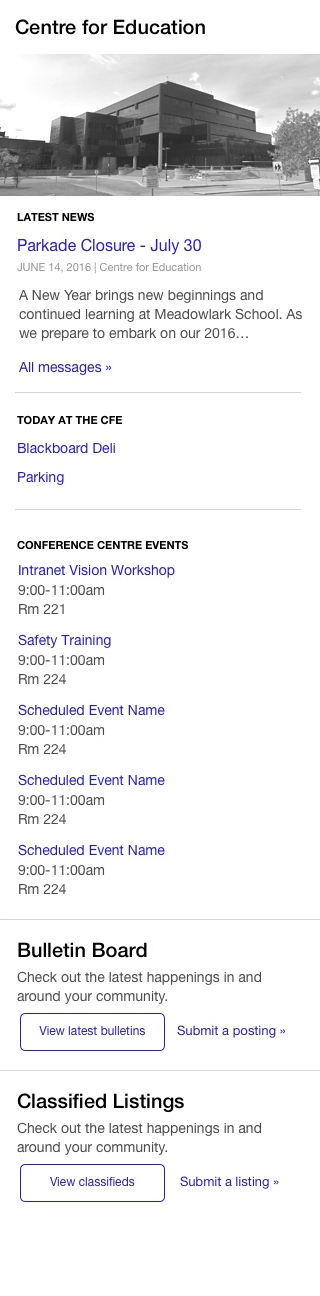 Centre for Education
LATEST NEWS
Parkade Closure - July 30
JUNE 14, 2016 | Centre for Education
A New Year brings new beginnings and
continued learning at Meadowlark School. As
we prepare to embark on our 2016…
All messages »
TODAY AT THE CFE
Blackboard Deli
Parking
CONFERENCE CENTRE EVENTS
Intranet Vision Workshop
9:00-11:00am
Rm 221
Safety Training
9:00-11:00am
Rm 224
Scheduled Event Name
9:00-11:00am
Rm 224
Scheduled Event Name
9:00-11:00am
Rm 224
Scheduled Event Name
9:00-11:00am
Rm 224
Bulletin Board
Check out the latest happenings in and
around your community.
View latest bulletins Submit a posting »
Classified Listings
Check out the latest happenings in and
around your community.
View classifieds Submit a listing »